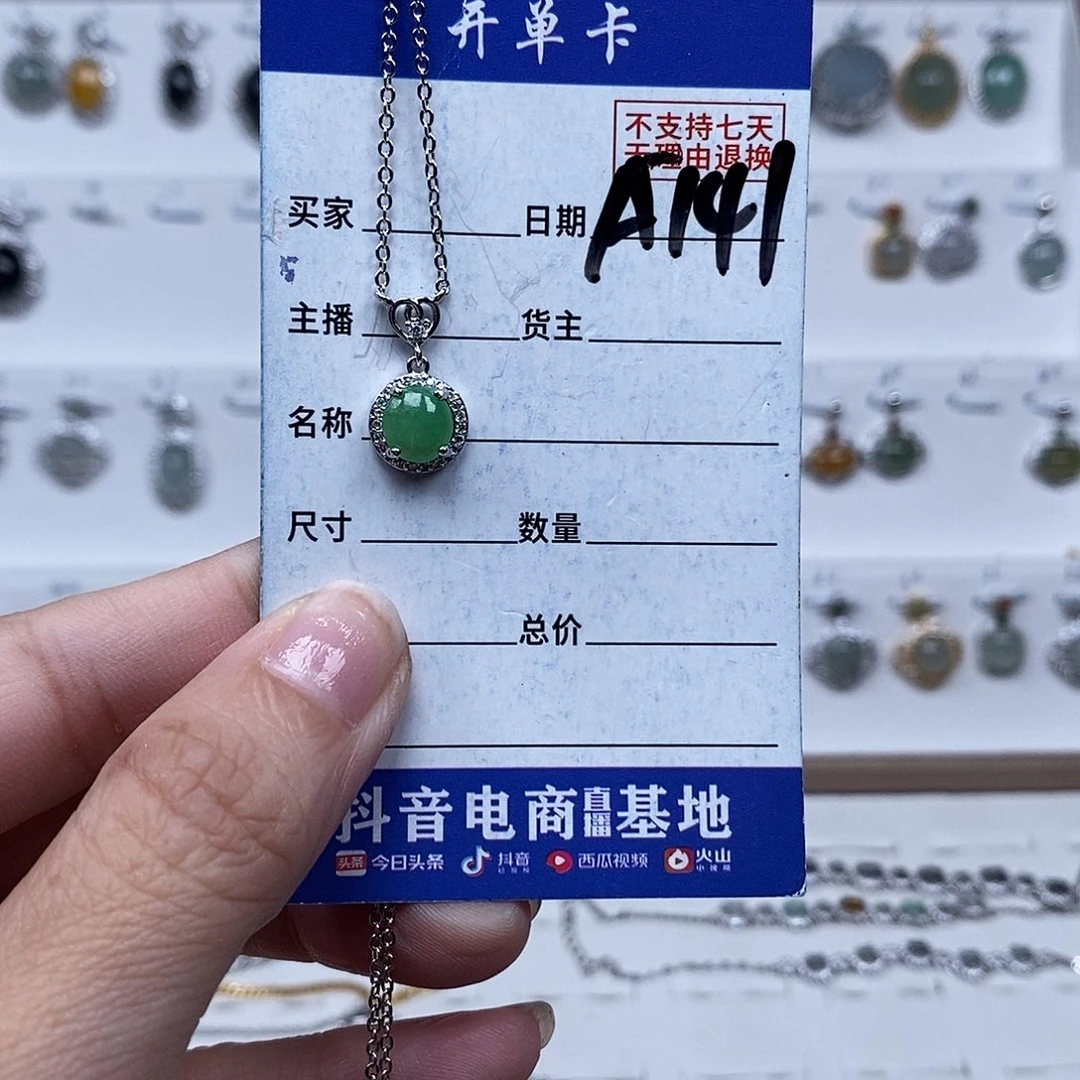 开单卡
不支持七天
无理由退换
A141
买家 日期
主播 货主
名称
尺寸 数量
总价
抖音电商直播基地
今日头条 抖音 西瓜视频 火山